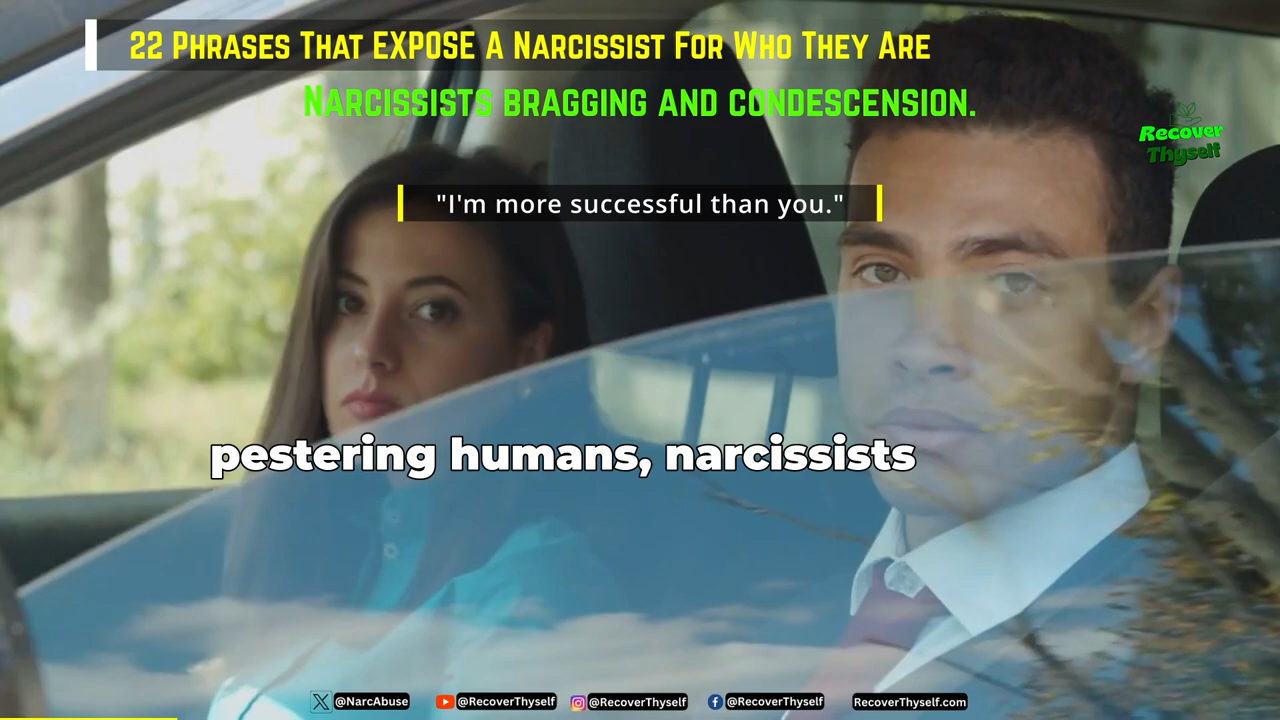 22 Phrases That EXPOSE A Narcissist For Who They Are
Narcissists bragging and condescension.
Recover
Thyself
"I'm more successful than you."
pestering humans, narcissists
@NarcAbuse
@RecoverThyself
@RecoverThyself
@RecoverThyself
RecoverThyself.com